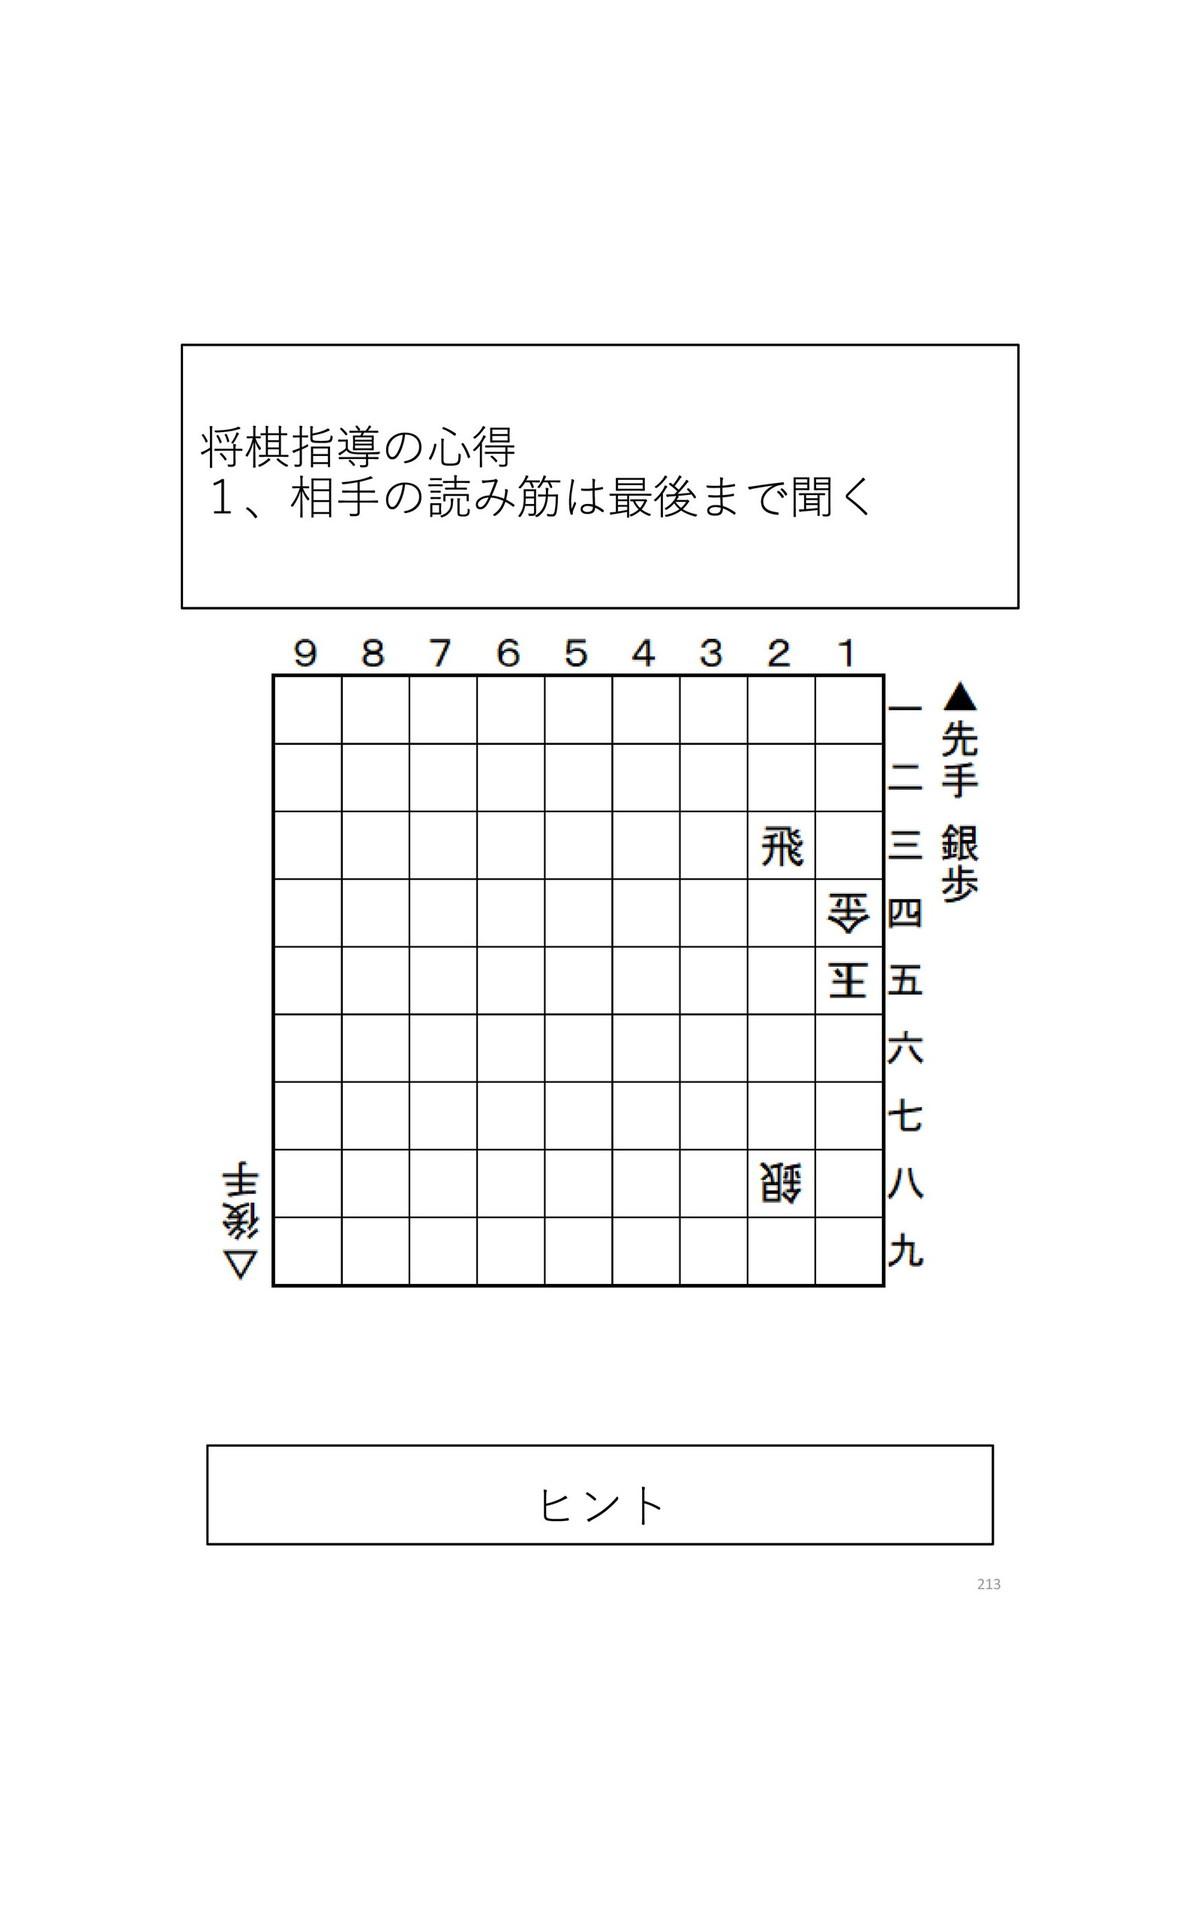 将棋指導の心得
１、相手の読み筋は最後まで聞く
9 8 7 6 5 4 3 2 1
一
二
飛 三
金 四
王 五
六
七
銀 八
九
▲先手 銀歩
△後手
ヒント
213